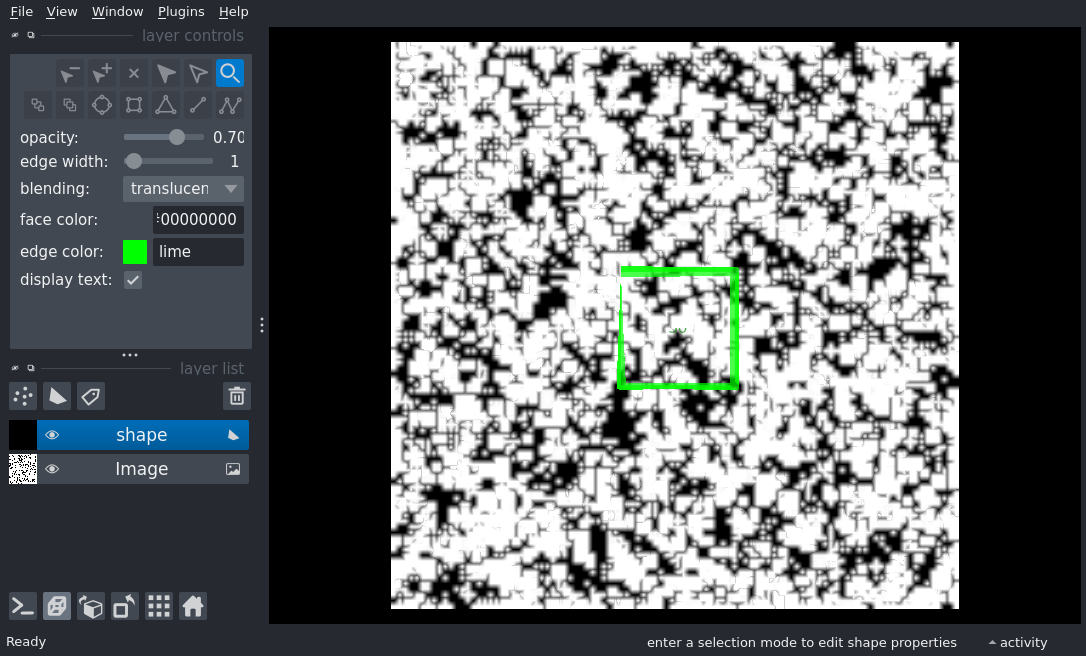 File View Window Plugins Help
layer controls
opacity: 0.70
edge width: 1
blending: translucen
face color: 00000000
edge color: lime
display text:
layer list
shape
Image
Ready
enter a selection mode to edit shape properties
activity